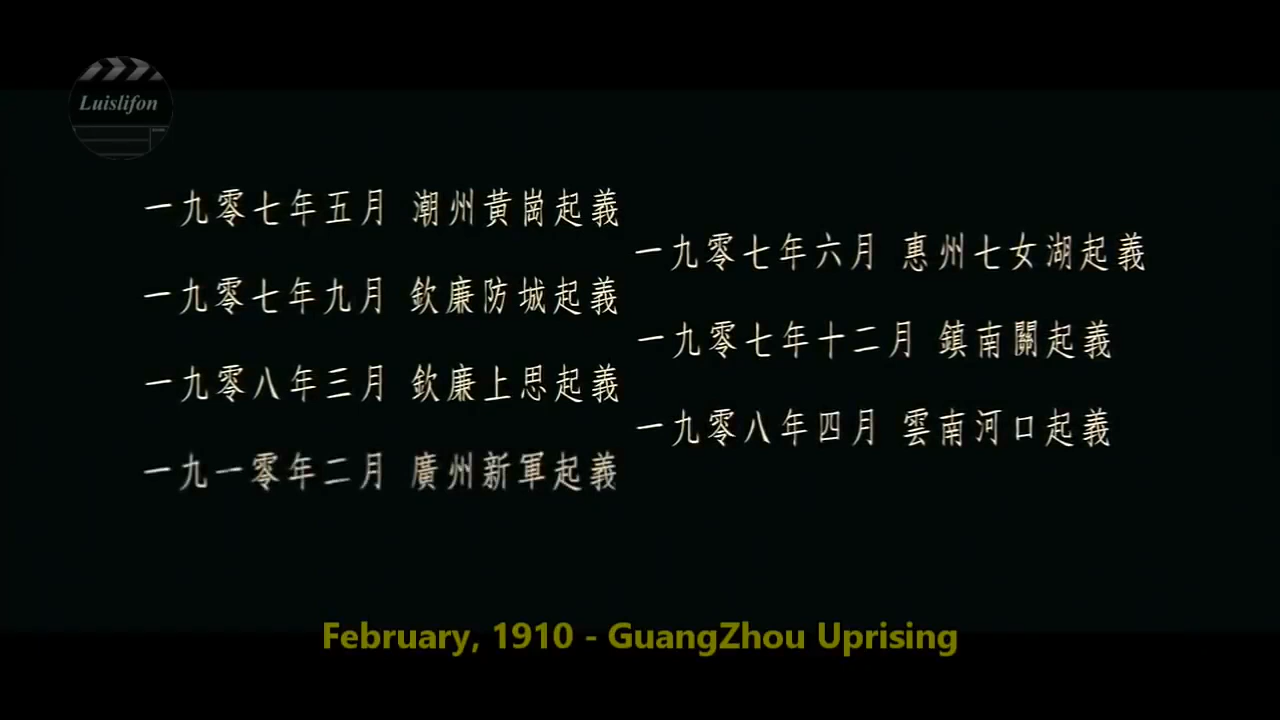 Luislifon
一九零七年五月 潮州黃崗起義
一九零七年六月 惠州七女湖起義
一九零七年九月 欽廉防城起義
一九零七年十二月 鎮南關起義
一九零八年三月 欽廉上思起義
一九零八年四月 雲南河口起義
一九一零年二月 廣州新軍起義
February, 1910 - GuangZhou Uprising